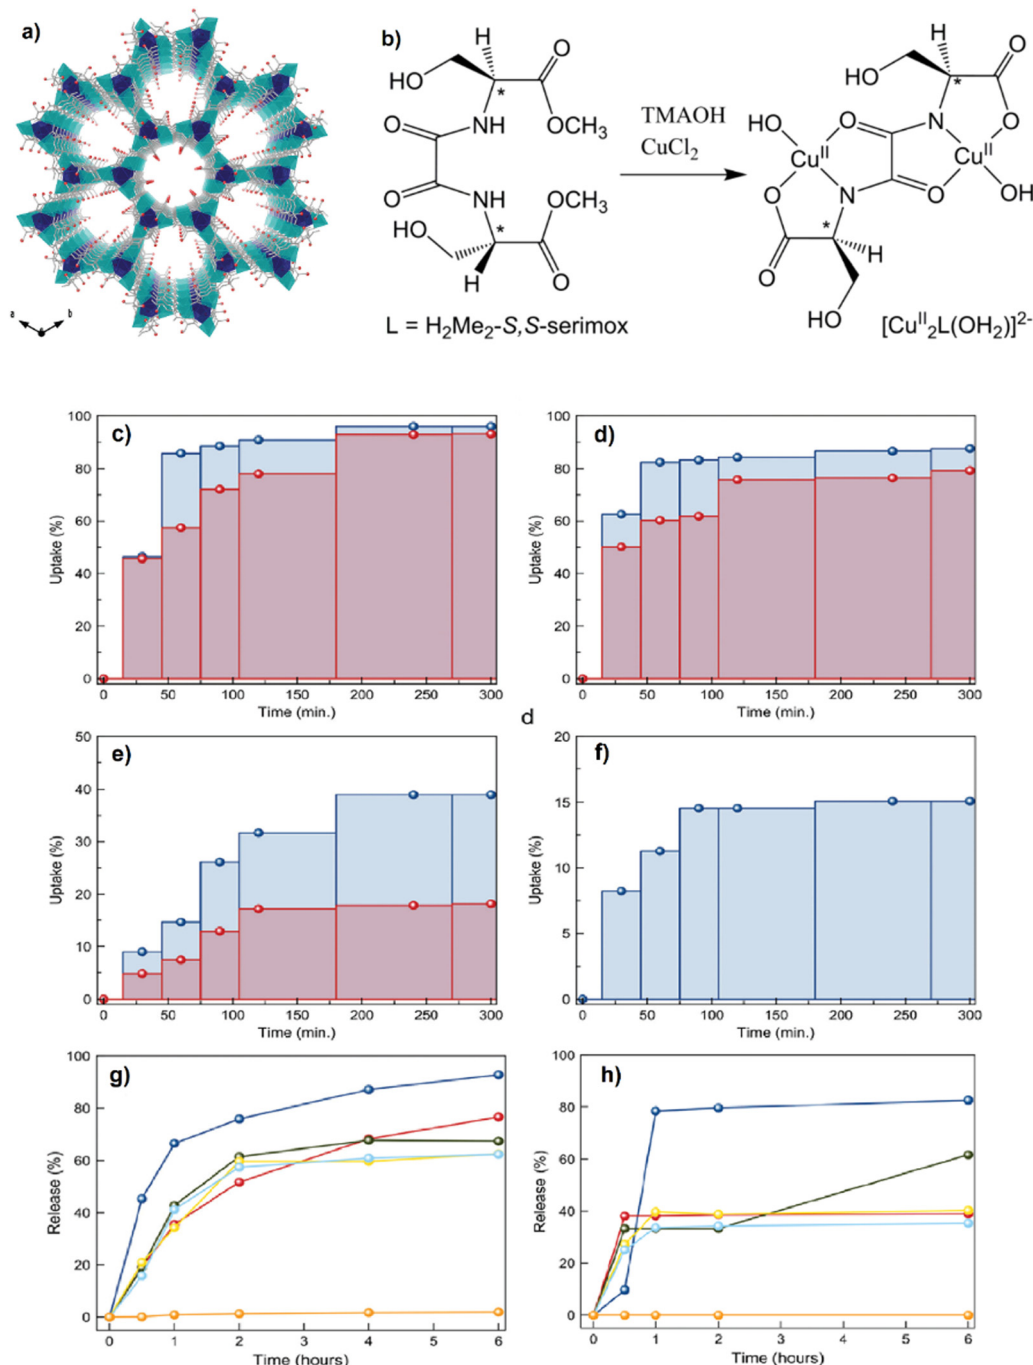 a)
a
b
b)
H
HO
O
*
OCH3
O
NH
TMAOH
CuCl2
O
NH
OCH3
HO
*
O
H
L = H2Me2-S,S-serimox
H
HO
*
O
HO
O
N
O
CuII
CuII
N
O
OH
O
*
O
H
HO
[CuII2L(OH2)]2-
c)
Uptake (%)
100
80
60
40
20
0
0 50 100 150 200 250 300
Time (min.)
d)
Uptake (%)
100
80
60
40
20
0
0 50 100 150 200 250 300
Time (min.)
d
e)
Uptake (%)
50
40
30
20
10
0
0 50 100 150 200 250 300
Time (min.)
f)
Uptake (%)
20
15
10
5
0
0 50 100 150 200 250 300
Time (min.)
g)
Release (%)
100
80
60
40
20
0
0 1 2 3 4 5 6
Time (hours)
h)
Release (%)
100
80
60
40
20
0
0 1 2 3 4 5 6
Time (hours)